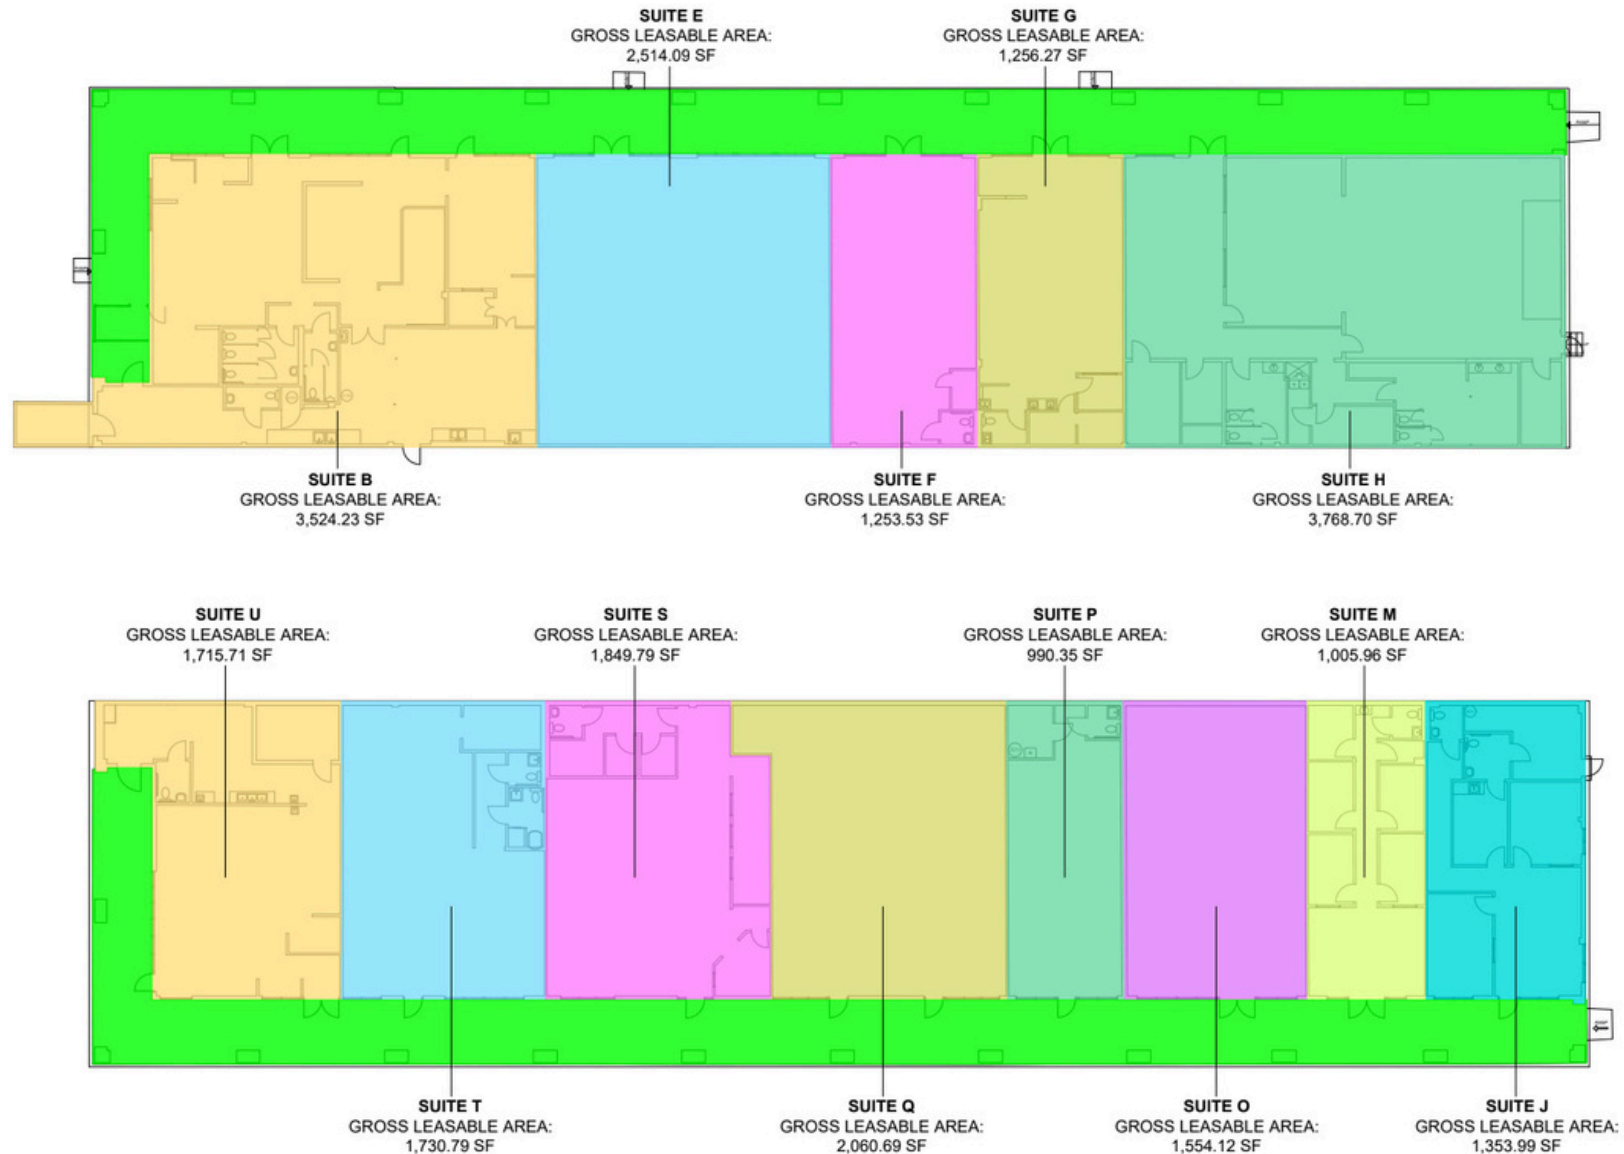 SUITE E
GROSS LEASABLE AREA:
2,514.09 SF
SUITE G
GROSS LEASABLE AREA:
1,256.27 SF
SUITE B
GROSS LEASABLE AREA:
3,524.23 SF
SUITE F
GROSS LEASABLE AREA:
1,253.53 SF
SUITE H
GROSS LEASABLE AREA:
3,768.70 SF
SUITE U
GROSS LEASABLE AREA:
1,715.71 SF
SUITE S
GROSS LEASABLE AREA:
1,849.79 SF
SUITE P
GROSS LEASABLE AREA:
990.35 SF
SUITE M
GROSS LEASABLE AREA:
1,005.96 SF
SUITE T
GROSS LEASABLE AREA:
1,730.79 SF
SUITE Q
GROSS LEASABLE AREA:
2,060.69 SF
SUITE O
GROSS LEASABLE AREA:
1,554.12 SF
SUITE J
GROSS LEASABLE AREA:
1,353.99 SF